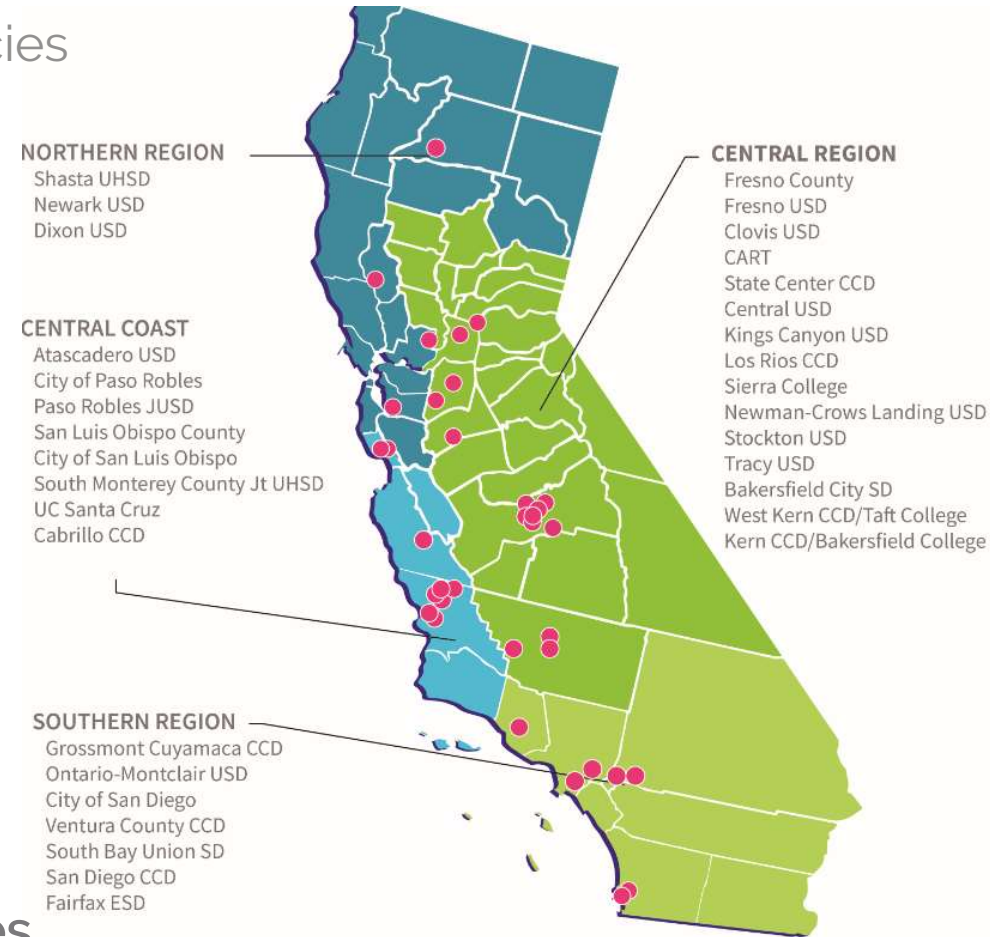 cies
NORTHERN REGION
Shasta UHSD
Newark USD
Dixon USD
CENTRAL COAST
Atascadero USD
City of Paso Robles
Paso Robles JUSD
San Luis Obispo County
City of San Luis Obispo
South Monterey County Jt UHSD
UC Santa Cruz
Cabrillo CCD
SOUTHERN REGION
Grossmont Cuyamaca CCD
Ontario-Montclair USD
City of San Diego
Ventura County CCD
South Bay Union SD
San Diego CCD
Fairfax ESD
CENTRAL REGION
Fresno County
Fresno USD
Clovis USD
CART
State Center CCD
Central USD
Kings Canyon USD
Los Rios CCD
Sierra College
Newman-Crows Landing USD
Stockton USD
Tracy USD
Bakersfield City SD
West Kern CCD/Taft College
Kern CCD/Bakersfield College